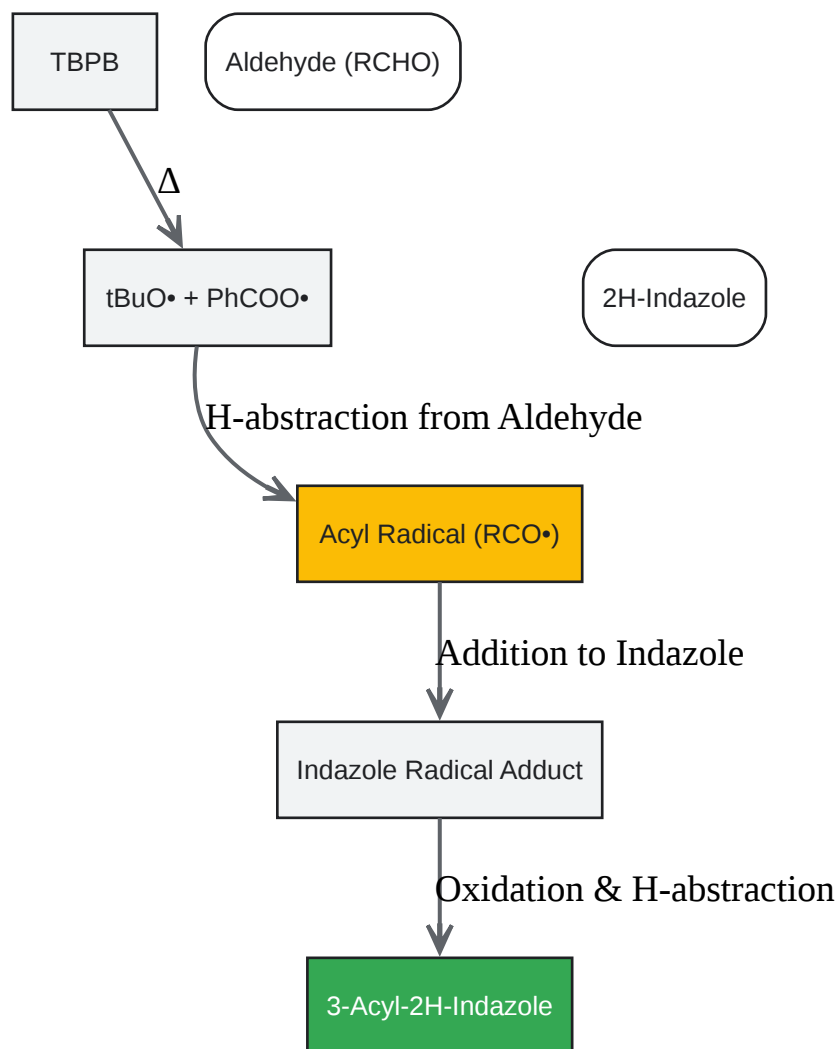 TBPB
Aldehyde (RCHO)
Δ
tBuO• + PhCOO•
2H-Indazole
H-abstraction from Aldehyde
Acyl Radical (RCO•)
Addition to Indazole
Indazole Radical Adduct
Oxidation & H-abstraction
3-Acyl-2H-Indazole